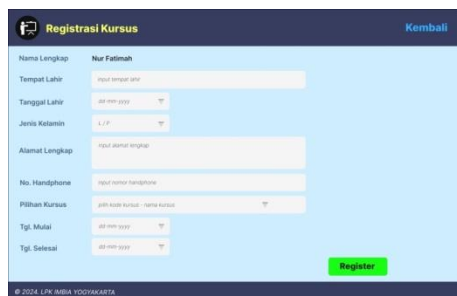 Registrasi Kursus
Kembali
Nama Lengkap Nur Fatimah
Tempat Lahir input tempat lahir
Tanggal Lahir dd-mm-yyyy
Jenis Kelamin L / P
Alamat Lengkap input alamat lengkap
No. Handphone input nomor handphone
Pilihan Kursus pilih kode kursus - nama kursus
Tgl. Mulai dd-mm-yyyy
Tgl. Selesai dd-mm-yyyy
Register
© 2024. LPK IMBIA YOGYAKARTA